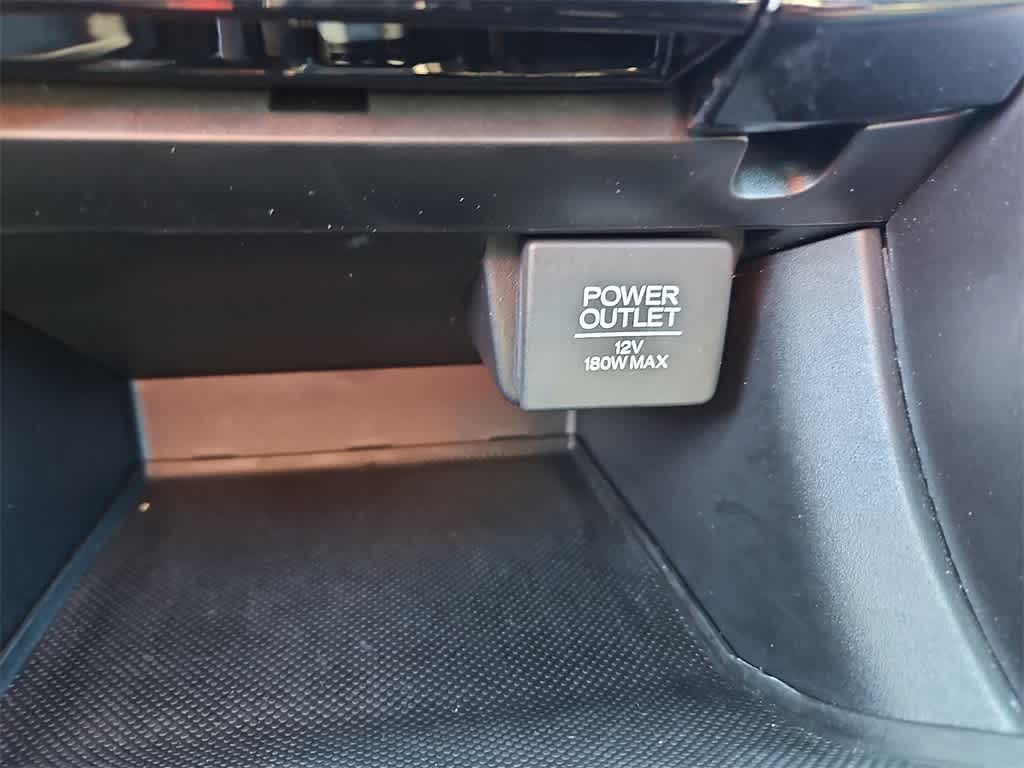 POWER
OUTLET
12V
180W MAX